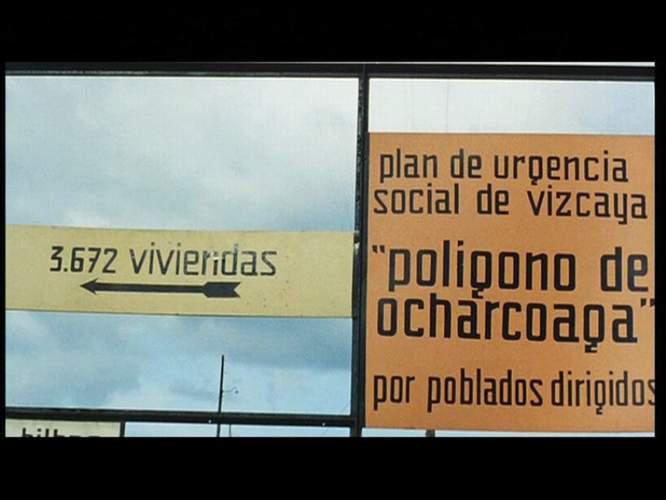 3.672 viviendas
plan de urgencia
social de vizcaya
"poligono de
ocharcoaga"
por poblados dirigidos